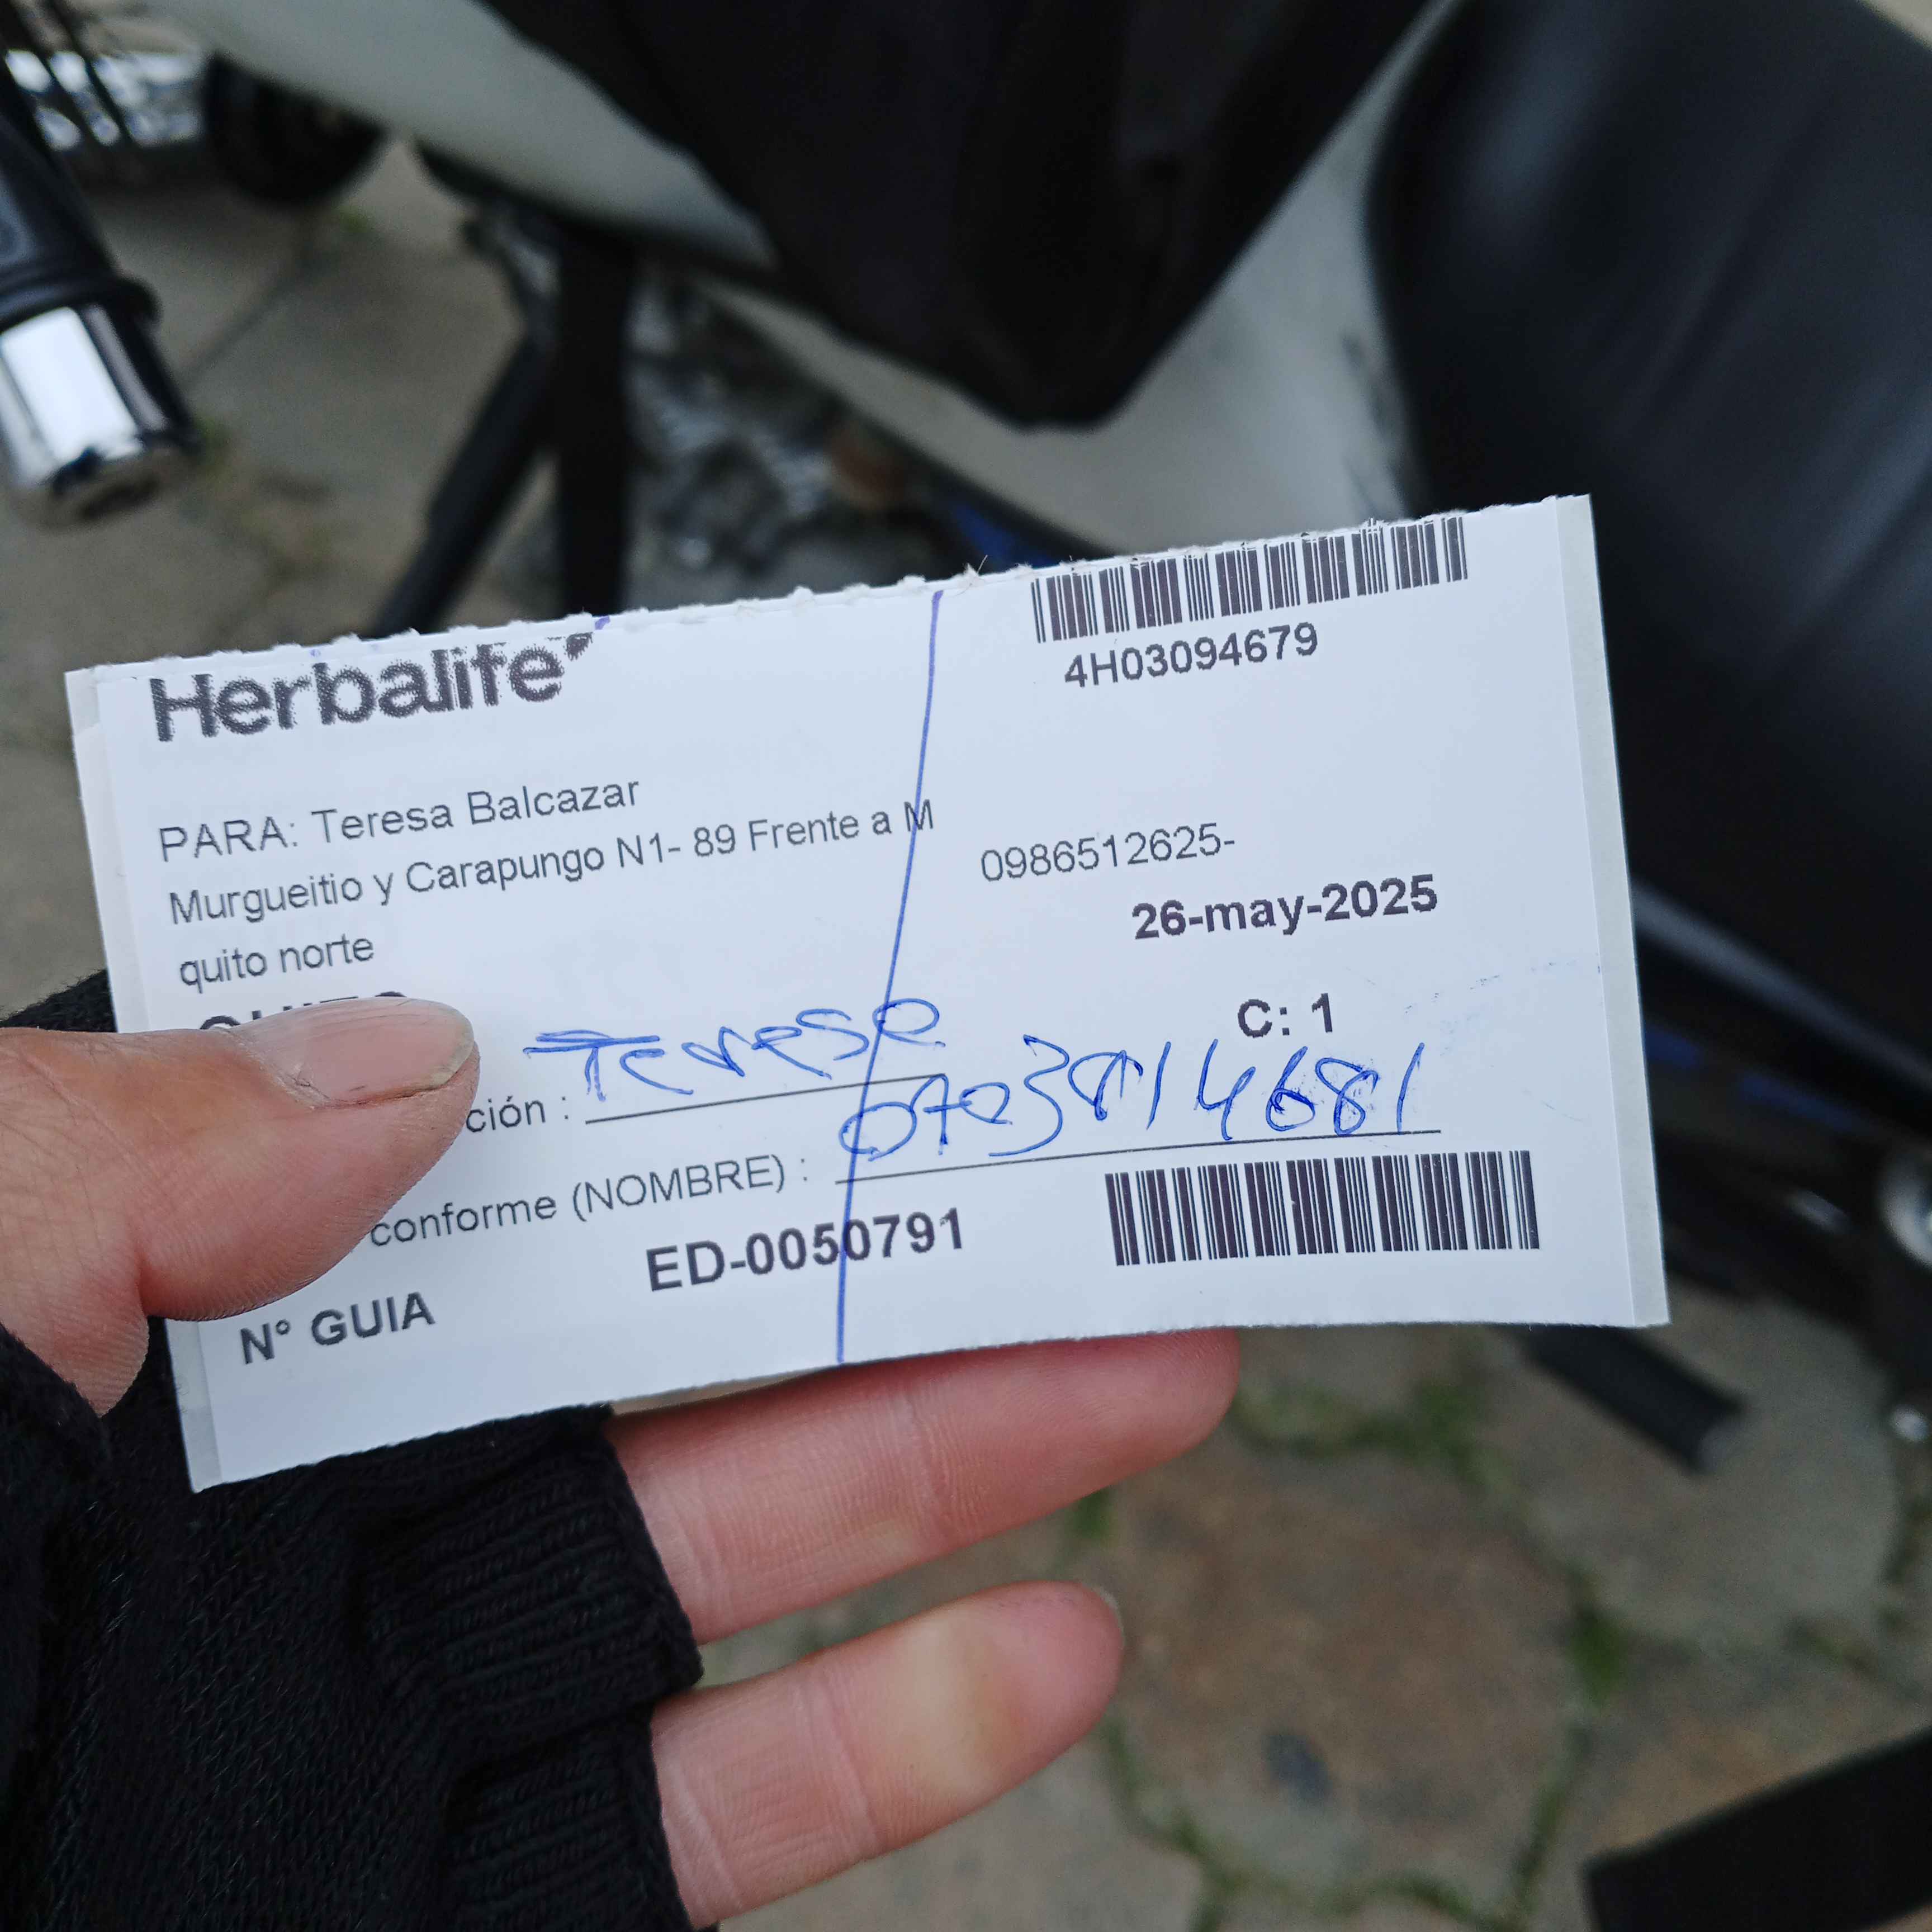 Herbalife
4H03094679
PARA: Teresa Balcazar
Murgueitio y Carapungo N1- 89 Frente a M
quito norte
0986512625-
26-may-2025
C: 1
ción : Terese
conforme (NOMBRE) :
N° GUIA ED-0050791